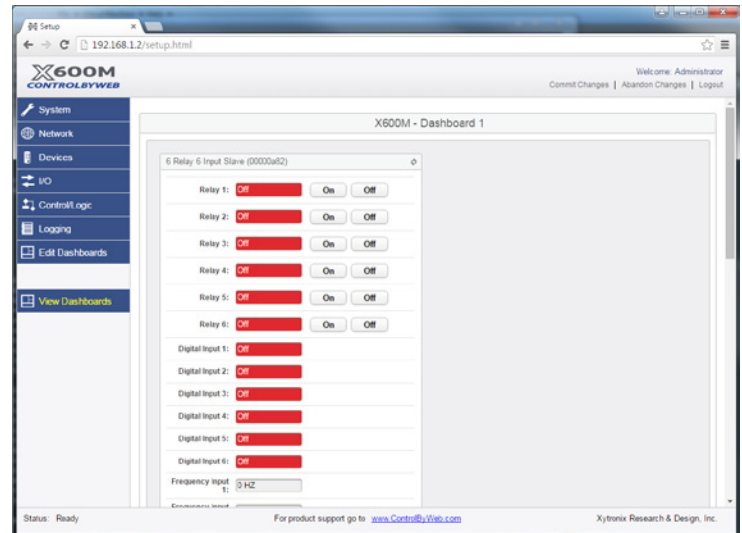 Setup
192.168.1.2/setup.html
X600M
CONTROLBYWEB
Welcome: Administrator
Commit Changes | Abandon Changes | Logout
System
Network
Devices
I/O
Control/Logic
Logging
Edit Dashboards
View Dashboards
X600M - Dashboard 1
6 Relay 6 Input Slave (00000a82)
Relay 1: Off On Off
Relay 2: Off On Off
Relay 3: Off On Off
Relay 4: Off On Off
Relay 5: Off On Off
Relay 6: Off On Off
Digital Input 1: Off
Digital Input 2: Off
Digital Input 3: Off
Digital Input 4: Off
Digital Input 5: Off
Digital Input 6: Off
Frequency input
1: 0 HZ
Frequency input
Status: Ready
For product support go to www.ControlByWeb.com
Xytronix Research & Design, Inc.